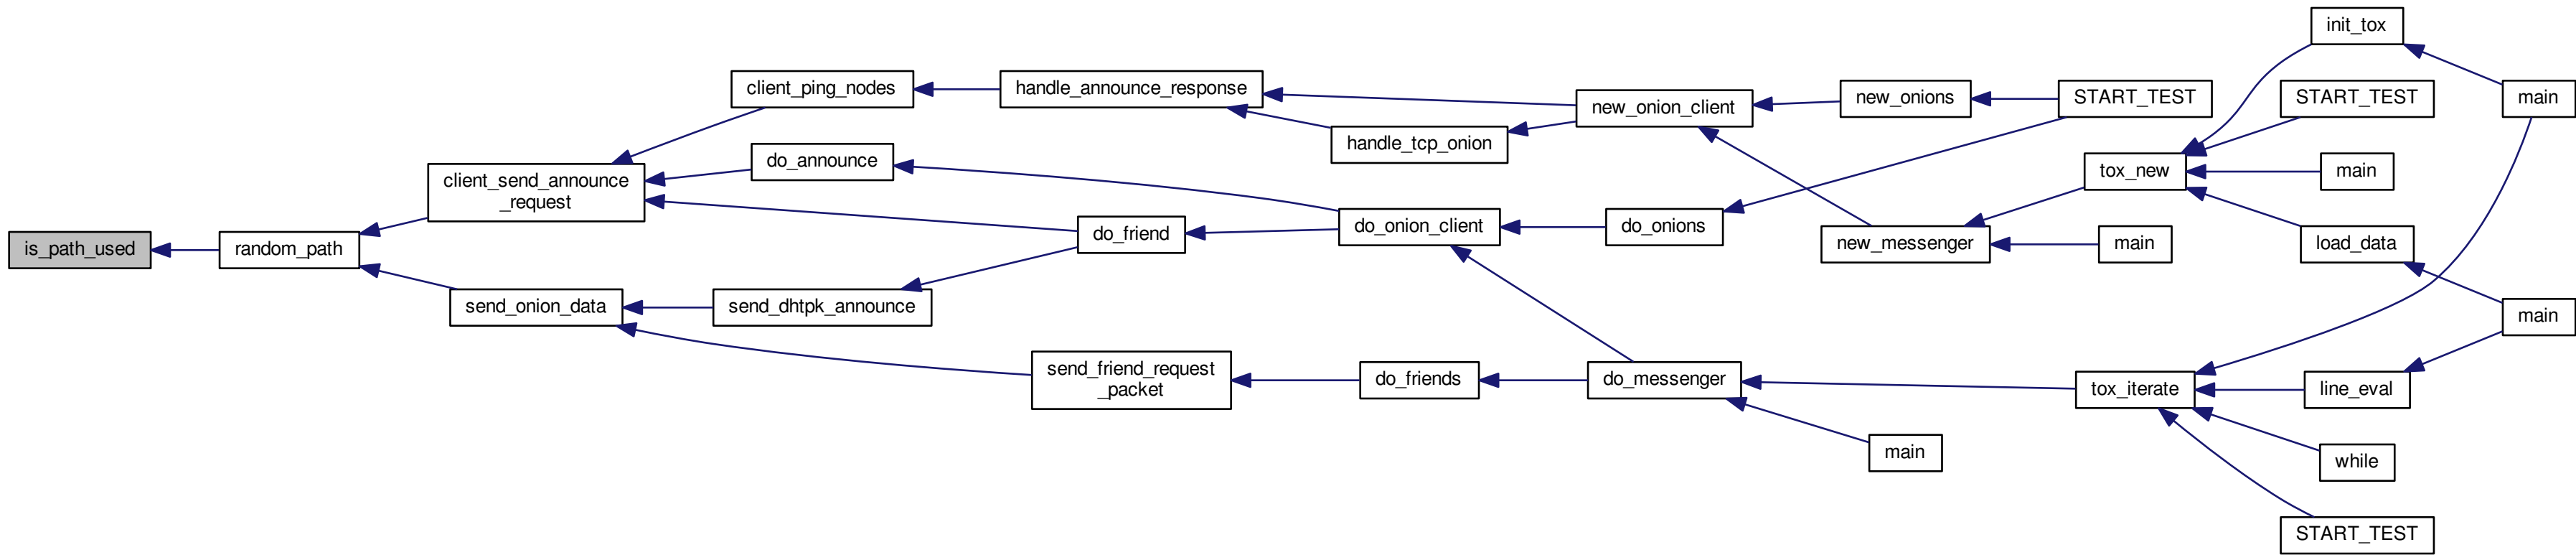 init_tox
client_ping_nodes
handle_announce_response
new_onion_client
new_onions
START_TEST
START_TEST
main
handle_tcp_onion
do_announce
client_send_announce
_request
tox_new
main
is_path_used
random_path
do_friend
do_onion_client
do_onions
new_messenger
main
load_data
send_onion_data
send_dhtpk_announce
main
send_friend_request
_packet
do_friends
do_messenger
tox_iterate
line_eval
main
while
START_TEST